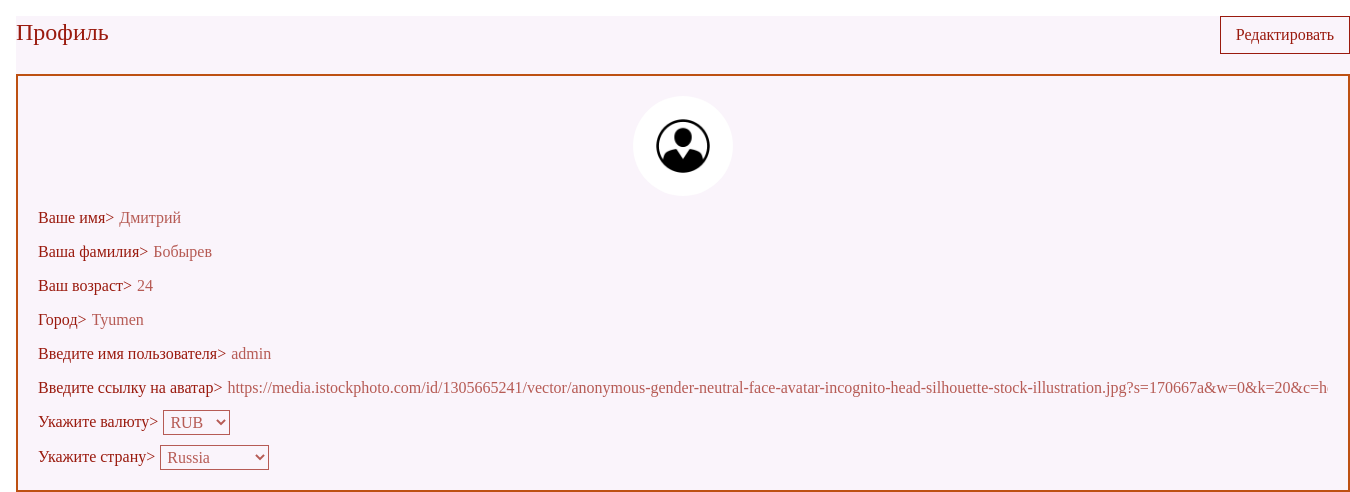 Профиль
Редактировать
Ваше имя> Дмитрий
Ваша фамилия> Бобырев
Ваш возраст> 24
Город> Tyumen
Введите имя пользователя> admin
Введите ссылку на аватар> https://media.istockphoto.com/id/1305665241/vector/anonymous-gender-neutral-face-avatar-incognito-head-silhouette-stock-illustration.jpg?s=170667a&w=0&k=20&c=h
Укажите валюту> RUB
Укажите страну> Russia